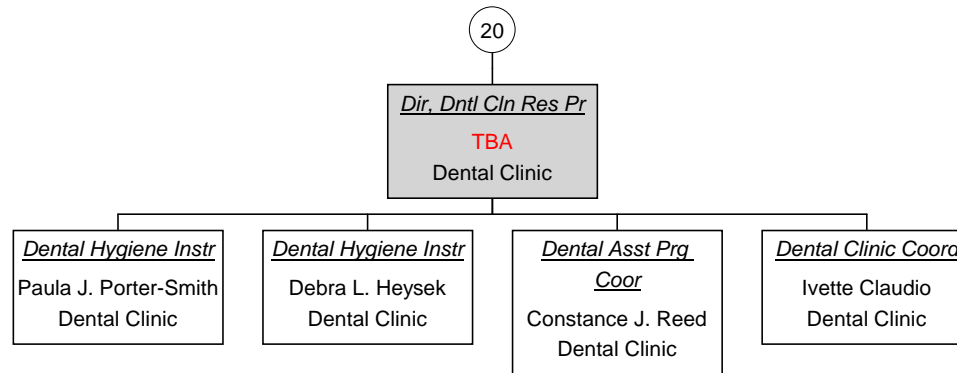 20
Dir, Dntl Cln Res Pr
TBA
Dental Clinic
Dental Hygiene Instr
Paula J. Porter-Smith
Dental Clinic
Dental Hygiene Instr
Debra L. Heysek
Dental Clinic
Dental Asst Prg
Coor
Constance J. Reed
Dental Clinic
Dental Clinic Coord
Ivette Claudio
Dental Clinic